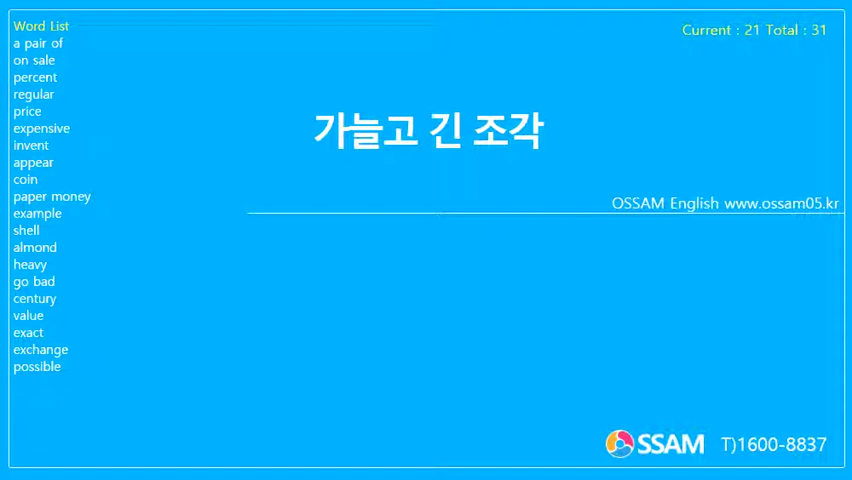 Word List
a pair of
on sale
percent
regular
price
expensive
invent
appear
coin
paper money
example
shell
almond
heavy
go bad
century
value
exact
exchange
possible
Current : 21 Total : 31
가늘고 긴 조각
OSSAM English www.ossam05.kr
OSSAM T)1600-8837